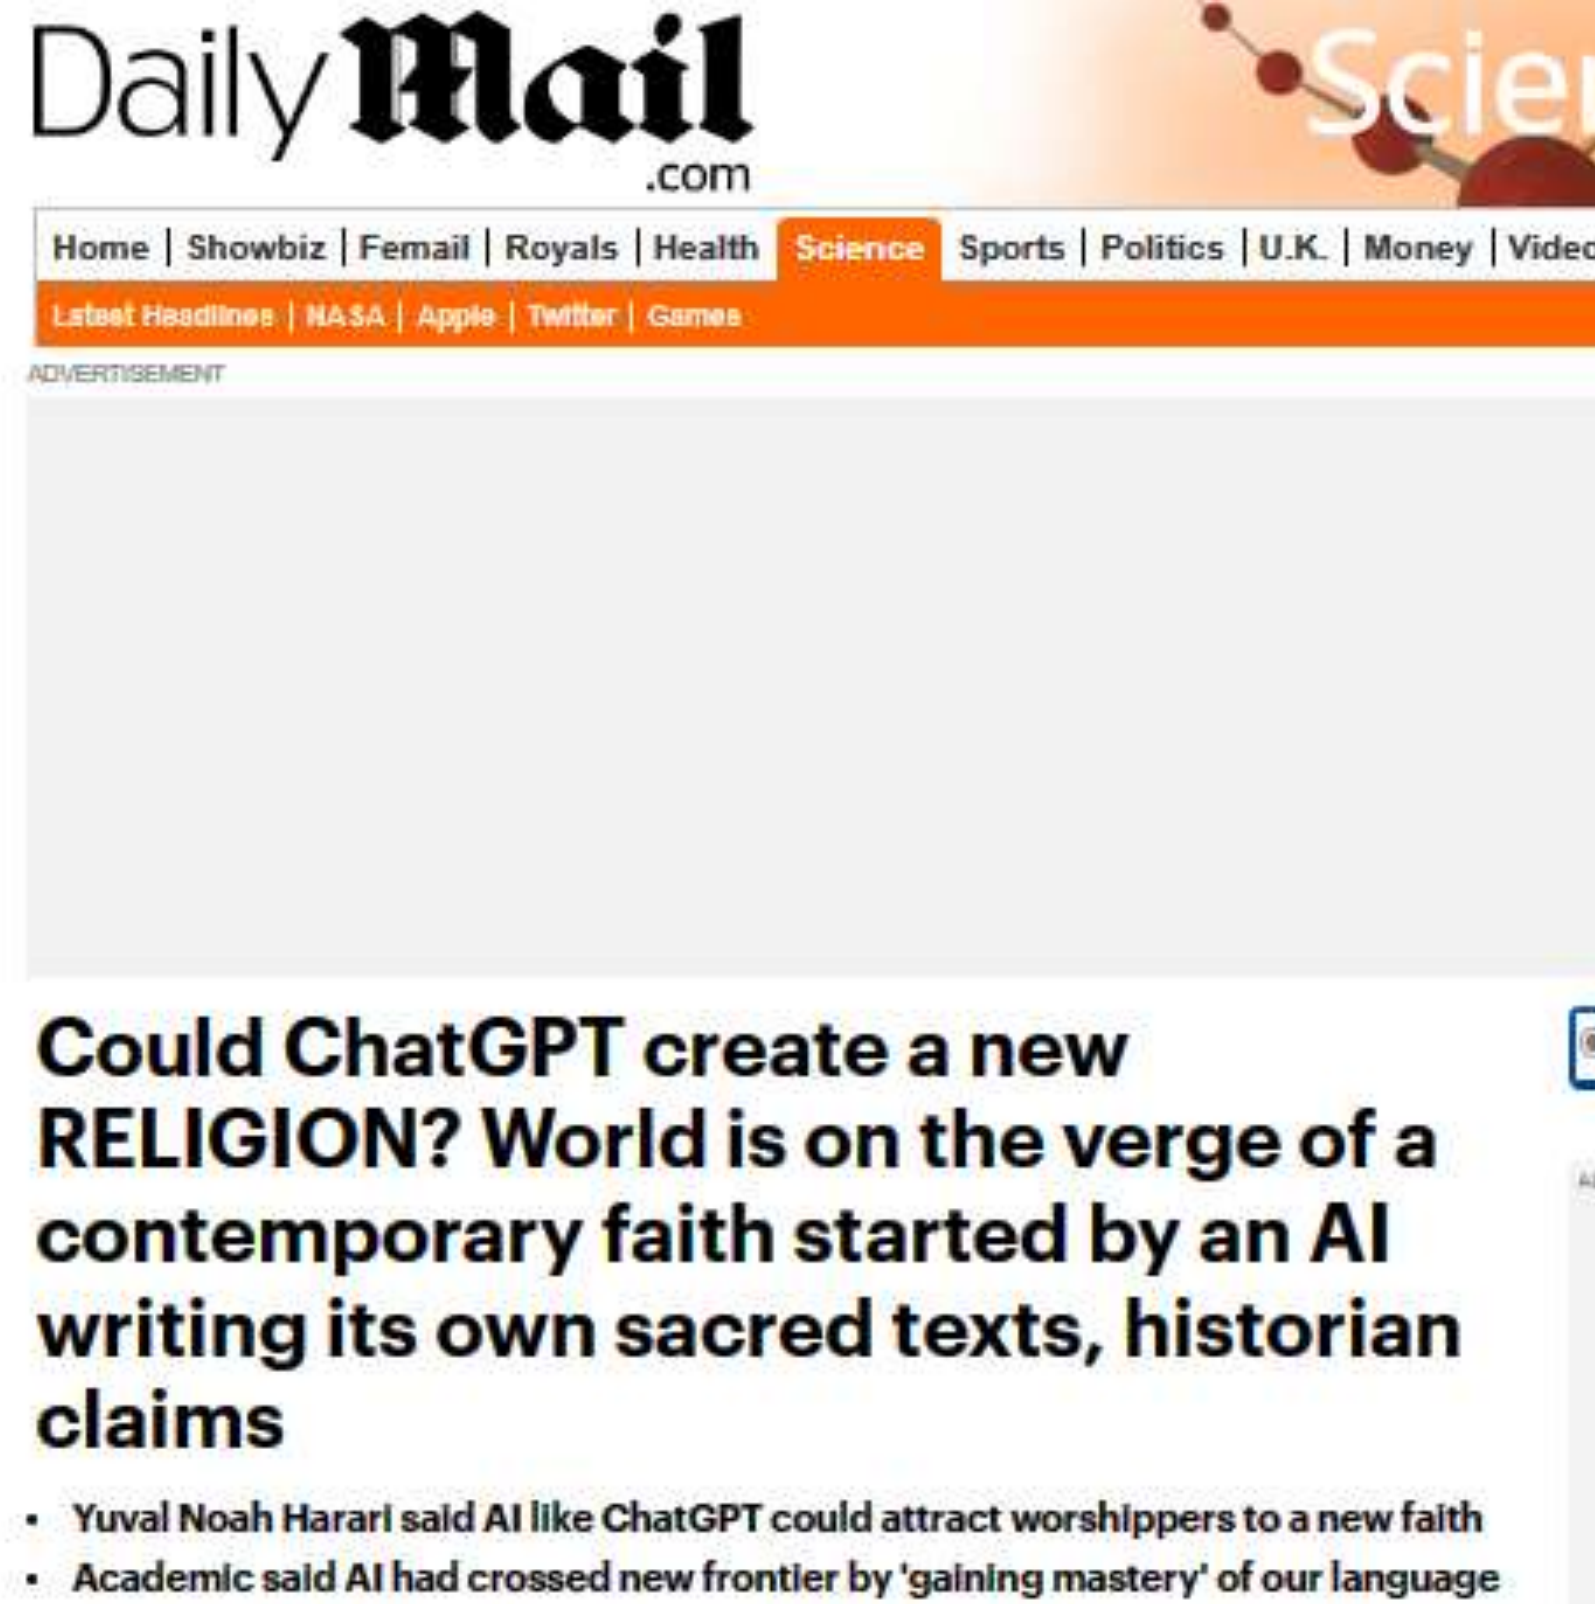 Daily Mail
.com
Scien
Home | Showbiz | Femail | Royals | Health | Science | Sports | Politics | U.K. | Money | Video
Latest Headlines | NASA | Apple | Twitter | Games
ADVERTISEMENT
Could ChatGPT create a new
RELIGION? World is on the verge of a
contemporary faith started by an AI
writing its own sacred texts, historian
claims
• Yuval Noah Harari said AI like ChatGPT could attract worshippers to a new faith
• Academic said AI had crossed new frontier by 'gaining mastery' of our language